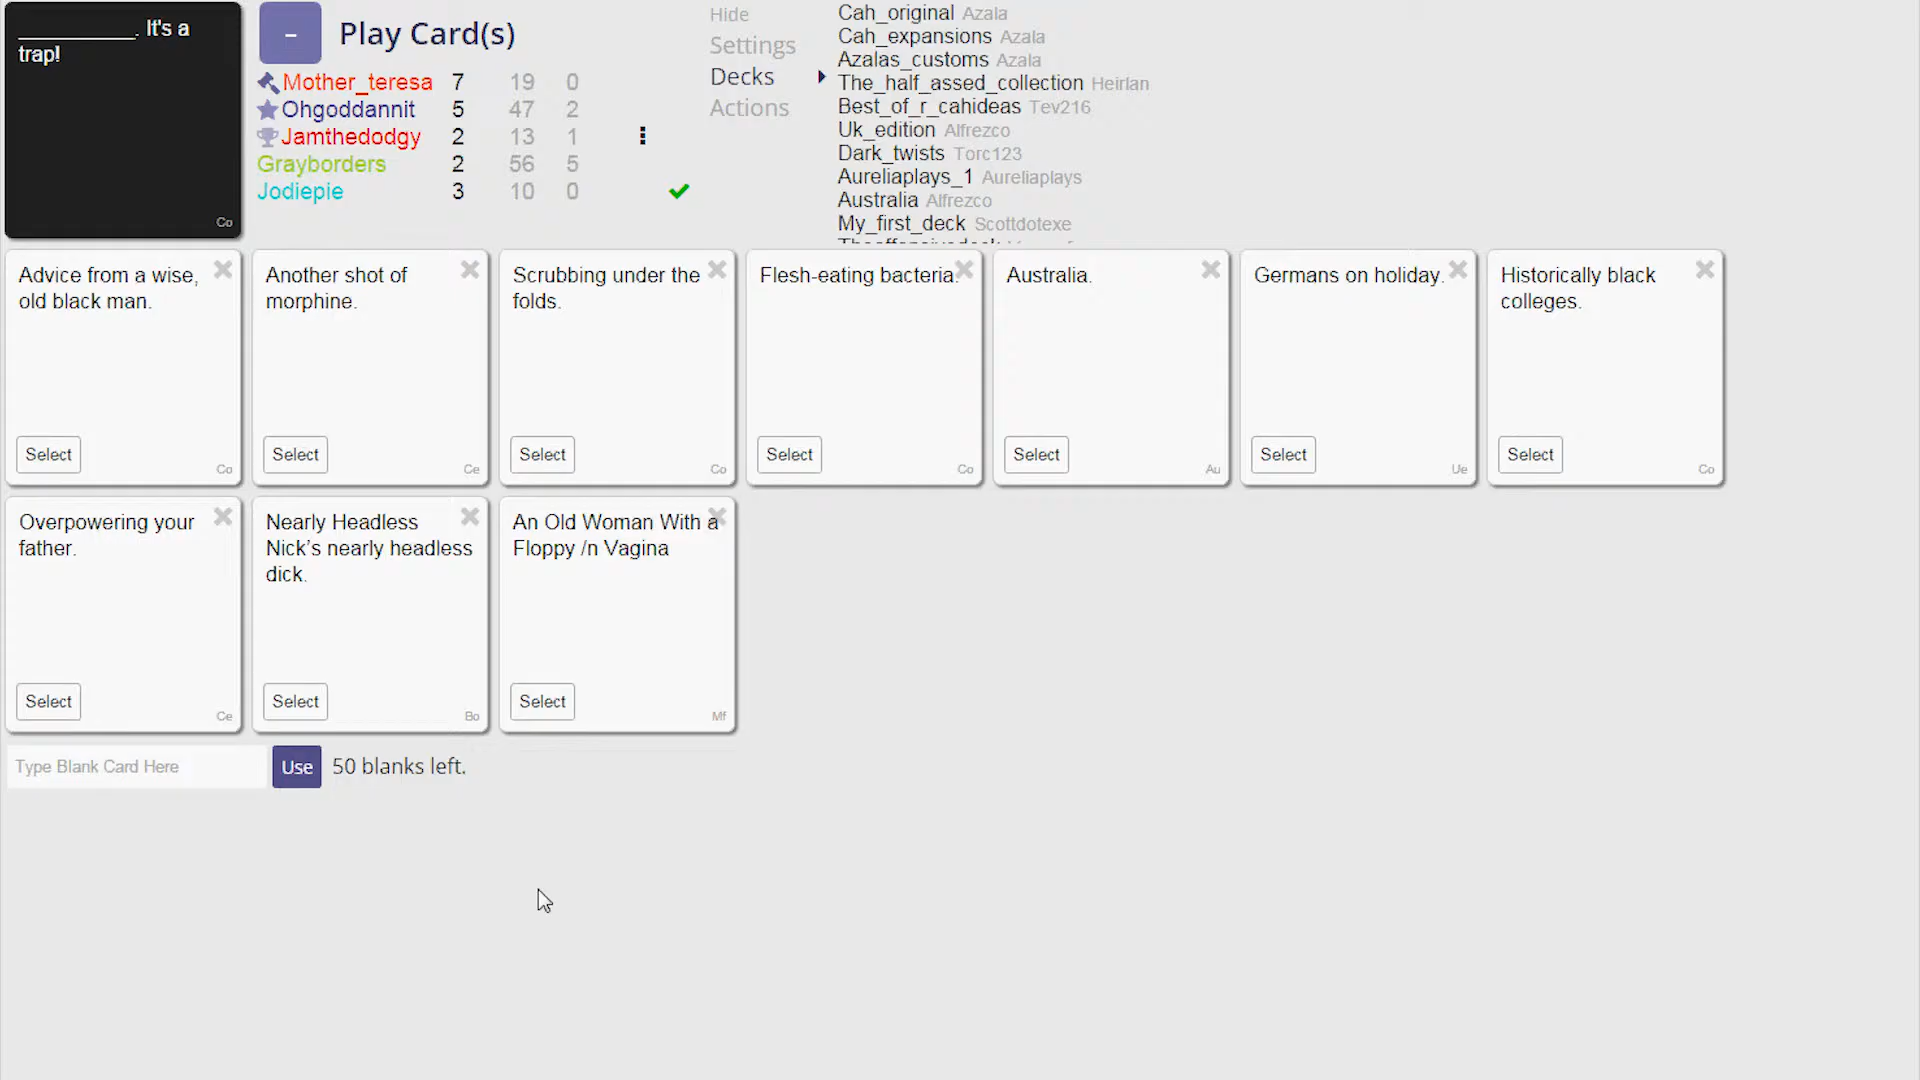 __________. It's a
trap!
Co
–
Play Card(s)
Mother_teresa 7 19 0
Ohgoddannit 5 47 2
Jamthedodgy 2 13 1
Grayborders 2 56 5
Jodiepie 3 10 0
Hide
Settings
Decks
Actions
Cah_original Azala
Cah_expansions Azala
Azalas_customs Azala
The_half_assed_collection Heirlan
Best_of_r_cahideas Tev216
Uk_edition Alfrezco
Dark_twists Torc123
Aureliaplays_1 Aureliaplays
Australia Alfrezco
My_first_deck Scottdotexe
Advice from a wise,
old black man.
Select
Co
Another shot of
morphine.
Select
Ce
Scrubbing under the
folds.
Select
Co
Flesh-eating bacteria.
Select
Co
Australia.
Select
Au
Germans on holiday.
Select
Ue
Historically black
colleges.
Select
Co
Overpowering your
father.
Select
Ce
Nearly Headless
Nick's nearly headless
dick.
Select
Bo
An Old Woman With a
Floppy /n Vagina
Select
Mf
Type Blank Card Here
Use
50 blanks left.